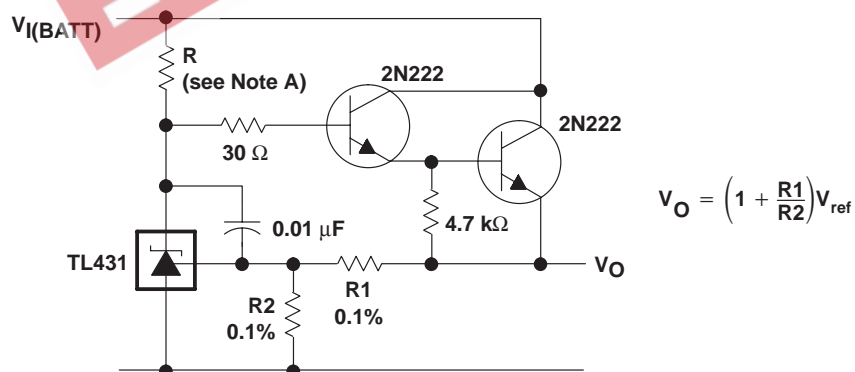 VI(BATT)
R
(see Note A)
2N222
2N222
30 Ω
0.01 μF
4.7 kΩ
VO = (1 + R1/R2)Vref
TL431
VO
R2
0.1%
R1
0.1%